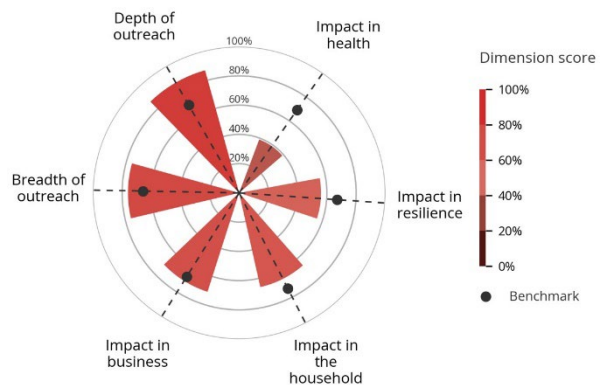 Depth of
outreach
Impact in
health
100%
80%
60%
40%
20%
Breadth of
outreach
Impact in
resilience
Impact in
business
Impact in
the
household
Dimension score
100%
80%
60%
40%
20%
0%
Benchmark